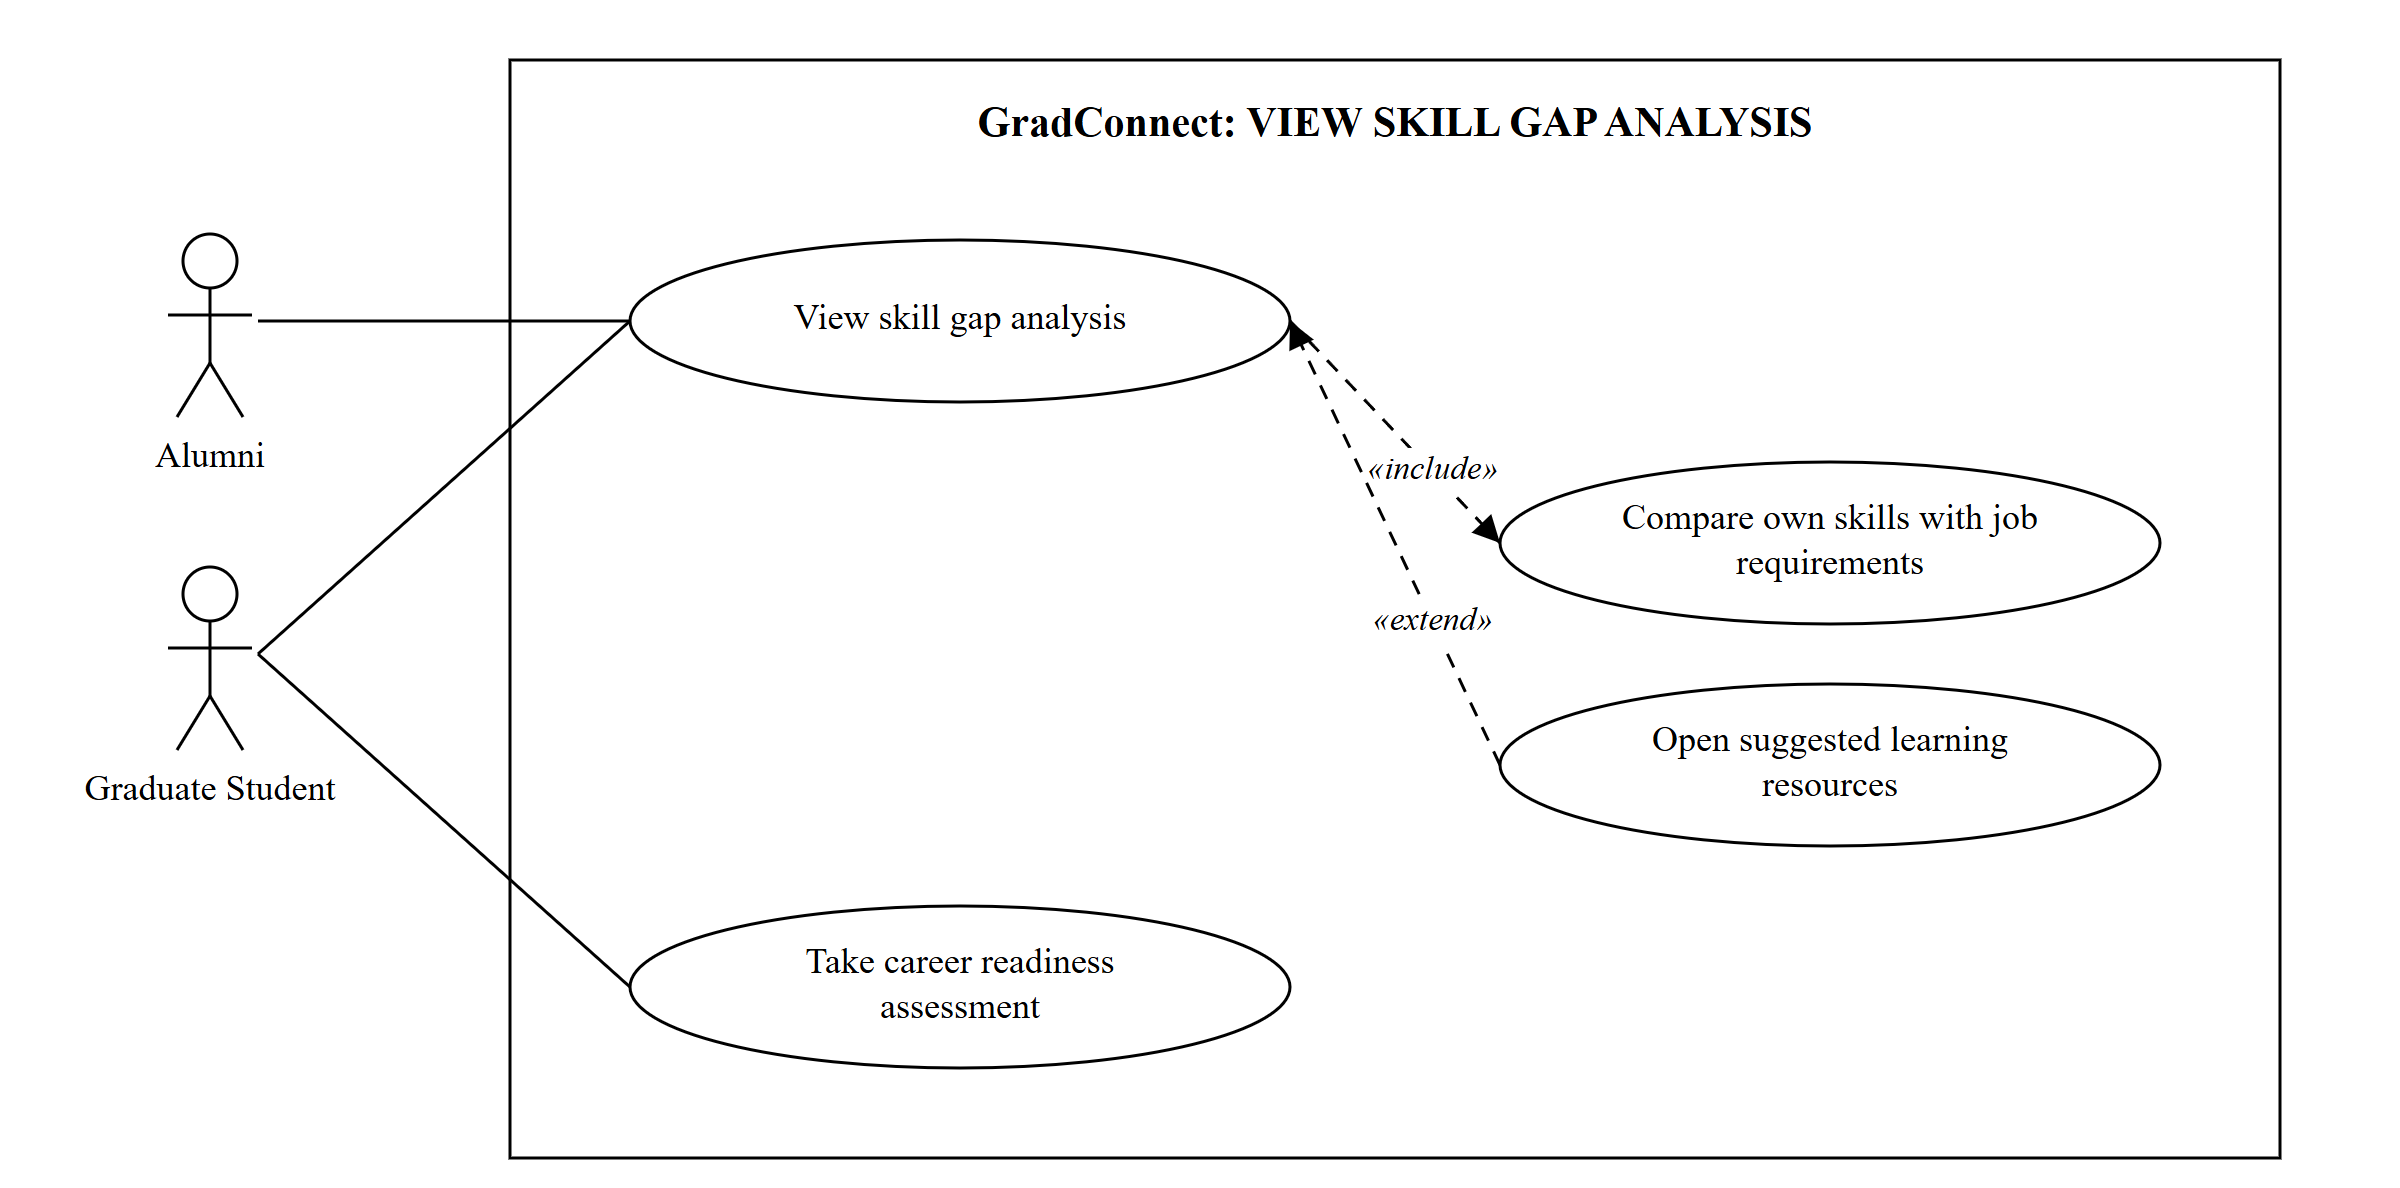 GradConnect: VIEW SKILL GAP ANALYSIS
View skill gap analysis
Alumni
«include»
Compare own skills with job
requirements
«extend»
Open suggested learning
resources
Graduate Student
Take career readiness
assessment